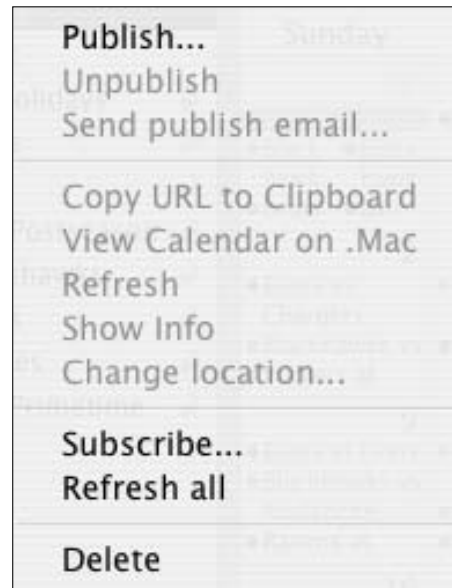 Publish...
Sunday
Unpublish
Send publish email...
Copy URL to Clipboard
View Calendar on .Mac
Refresh
Show Info
Change location...
Subscribe...
Refresh all
Delete